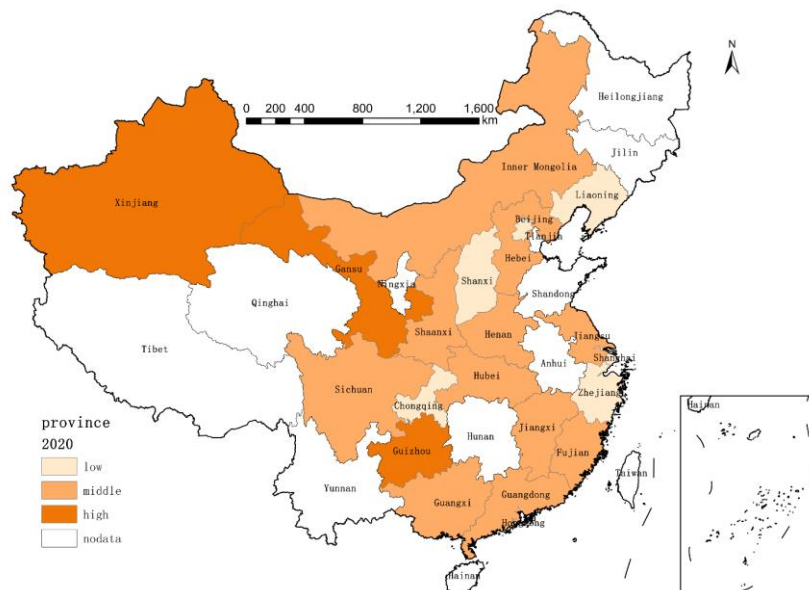 N
0 200 400 800 1,200 1,600
km
Heilongjiang
Jilin
Inner Mongolia
Liaoning
Xinjiang
Beijing
Tianjin
Hebei
Gansu
Ningxia
Shanxi
Shandong
Qinghai
Shaanxi
Henan
Jiangsu
Tibet
Anhui
Shanghai
Sichuan
Hubei
Zhejiang
Chongqing
Hainan
Jiangxi
Hunan
Guizhou
Fujian
Taiwan
Yunnan
Guangxi
Guangdong
Hongkong
Hainan
province
2020
low
middle
high
nodata